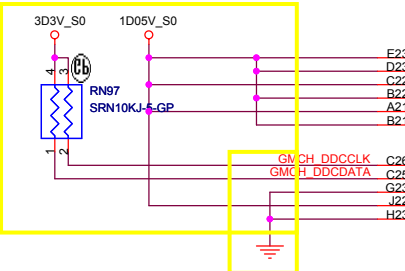 3D3V_S0 1D05V_S0
4 3
RN97
SRN10KJ-5-GP
1 2
E23
D23
C22
B22
A21
B21
GMCH_DDCCLK C26
GMCH_DDCDATA C25
G23
J22
H23